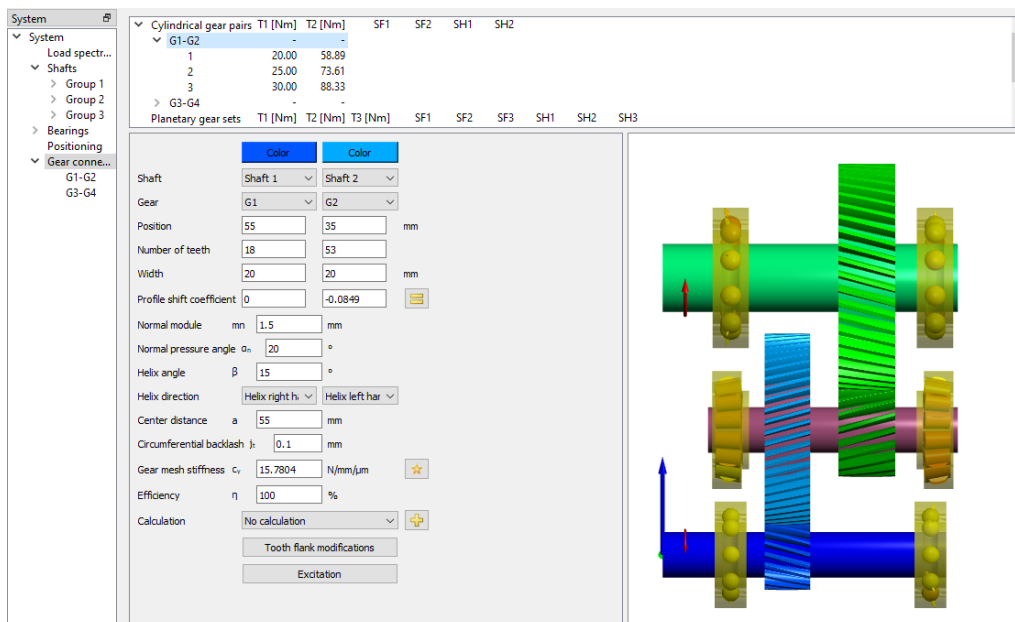 System
System
Load spectr...
Shafts
Group 1
Group 2
Group 3
Bearings
Positioning
Gear conne...
G1-G2
G3-G4
Cylindrical gear pairs T1 [Nm] T2 [Nm] SF1 SF2 SH1 SH2
G1-G2 - -
1 20.00 58.89
2 25.00 73.61
3 30.00 88.33
G3-G4 - -
Planetary gear sets T1 [Nm] T2 [Nm] T3 [Nm] SF1 SF2 SF3 SH1 SH2 SH3
Color Color
Shaft Shaft 1 Shaft 2
Gear G1 G2
Position 55 35 mm
Number of teeth 18 53
Width 20 20 mm
Profile shift coefficient 0 -0.0849
Normal module mn 1.5 mm
Normal pressure angle αn 20 °
Helix angle β 15 °
Helix direction Helix right h Helix left har
Center distance a 55 mm
Circumferential backlash jt 0.1 mm
Gear mesh stiffness cγ 15.7804 N/mm/μm
Efficiency η 100 %
Calculation No calculation
Tooth flank modifications
Excitation